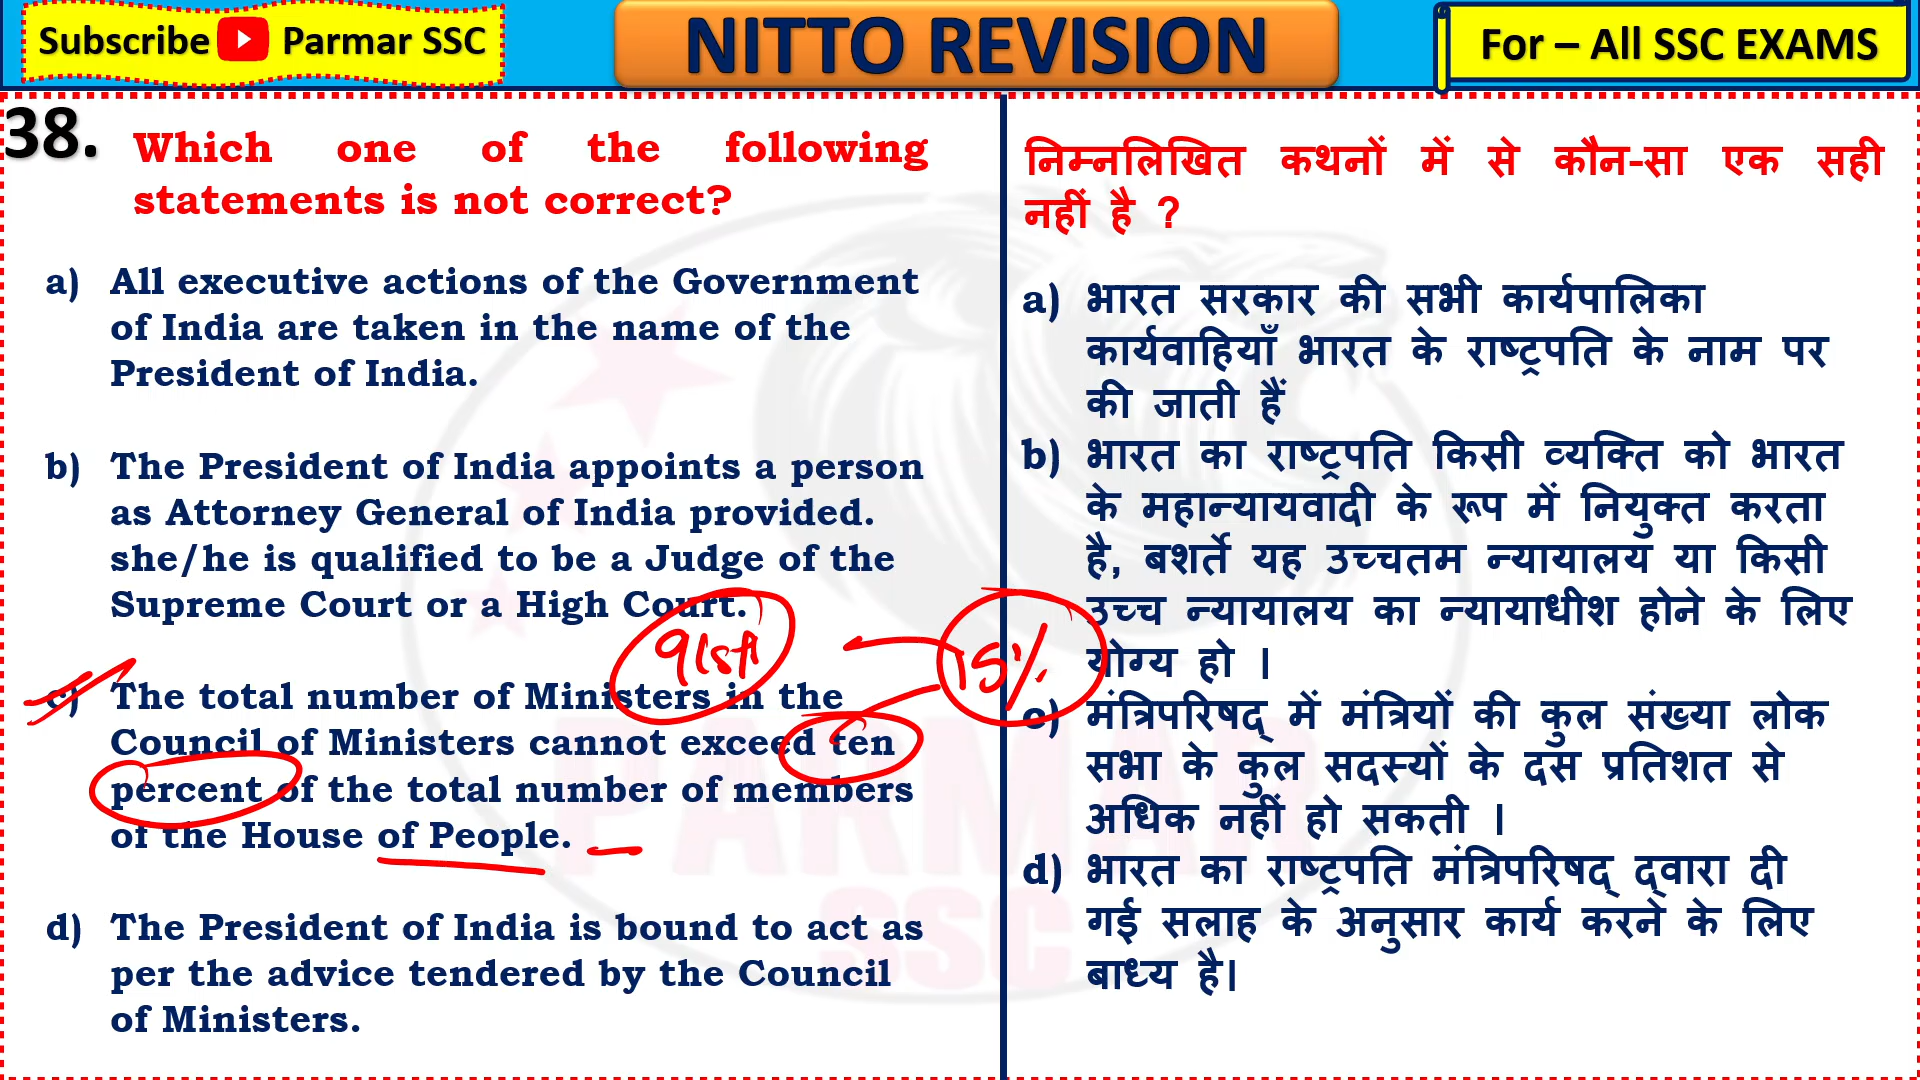 Subscribe Parmar SSC
NITTO REVISION
For – All SSC EXAMS
38.
Which one of the following
statements is not correct?
a) All executive actions of the Government
of India are taken in the name of the
President of India.
b) The President of India appoints a person
as Attorney General of India provided.
she/he is qualified to be a Judge of the
Supreme Court or a High Court.
91st
15%
c) The total number of Ministers in the
Council of Ministers cannot exceed ten
percent of the total number of members
of the House of People.
d) The President of India is bound to act as
per the advice tendered by the Council
of Ministers.
निम्नलिखित कथनों में से कौन-सा एक सही
नहीं है ?
a) भारत सरकार की सभी कार्यपालिका
कार्यवाहियाँ भारत के राष्ट्रपति के नाम पर
की जाती हैं
b) भारत का राष्ट्रपति किसी व्यक्ति को भारत
के महान्यायवादी के रूप में नियुक्त करता
है, बशर्ते यह उच्चतम न्यायालय या किसी
उच्च न्यायालय का न्यायाधीश होने के लिए
योग्य हो ।
c) मंत्रिपरिषद् में मंत्रियों की कुल संख्या लोक
सभा के कुल सदस्यों के दस प्रतिशत से
अधिक नहीं हो सकती ।
d) भारत का राष्ट्रपति मंत्रिपरिषद् द्वारा दी
गई सलाह के अनुसार कार्य करने के लिए
बाध्य है।
PARMAR
SSC